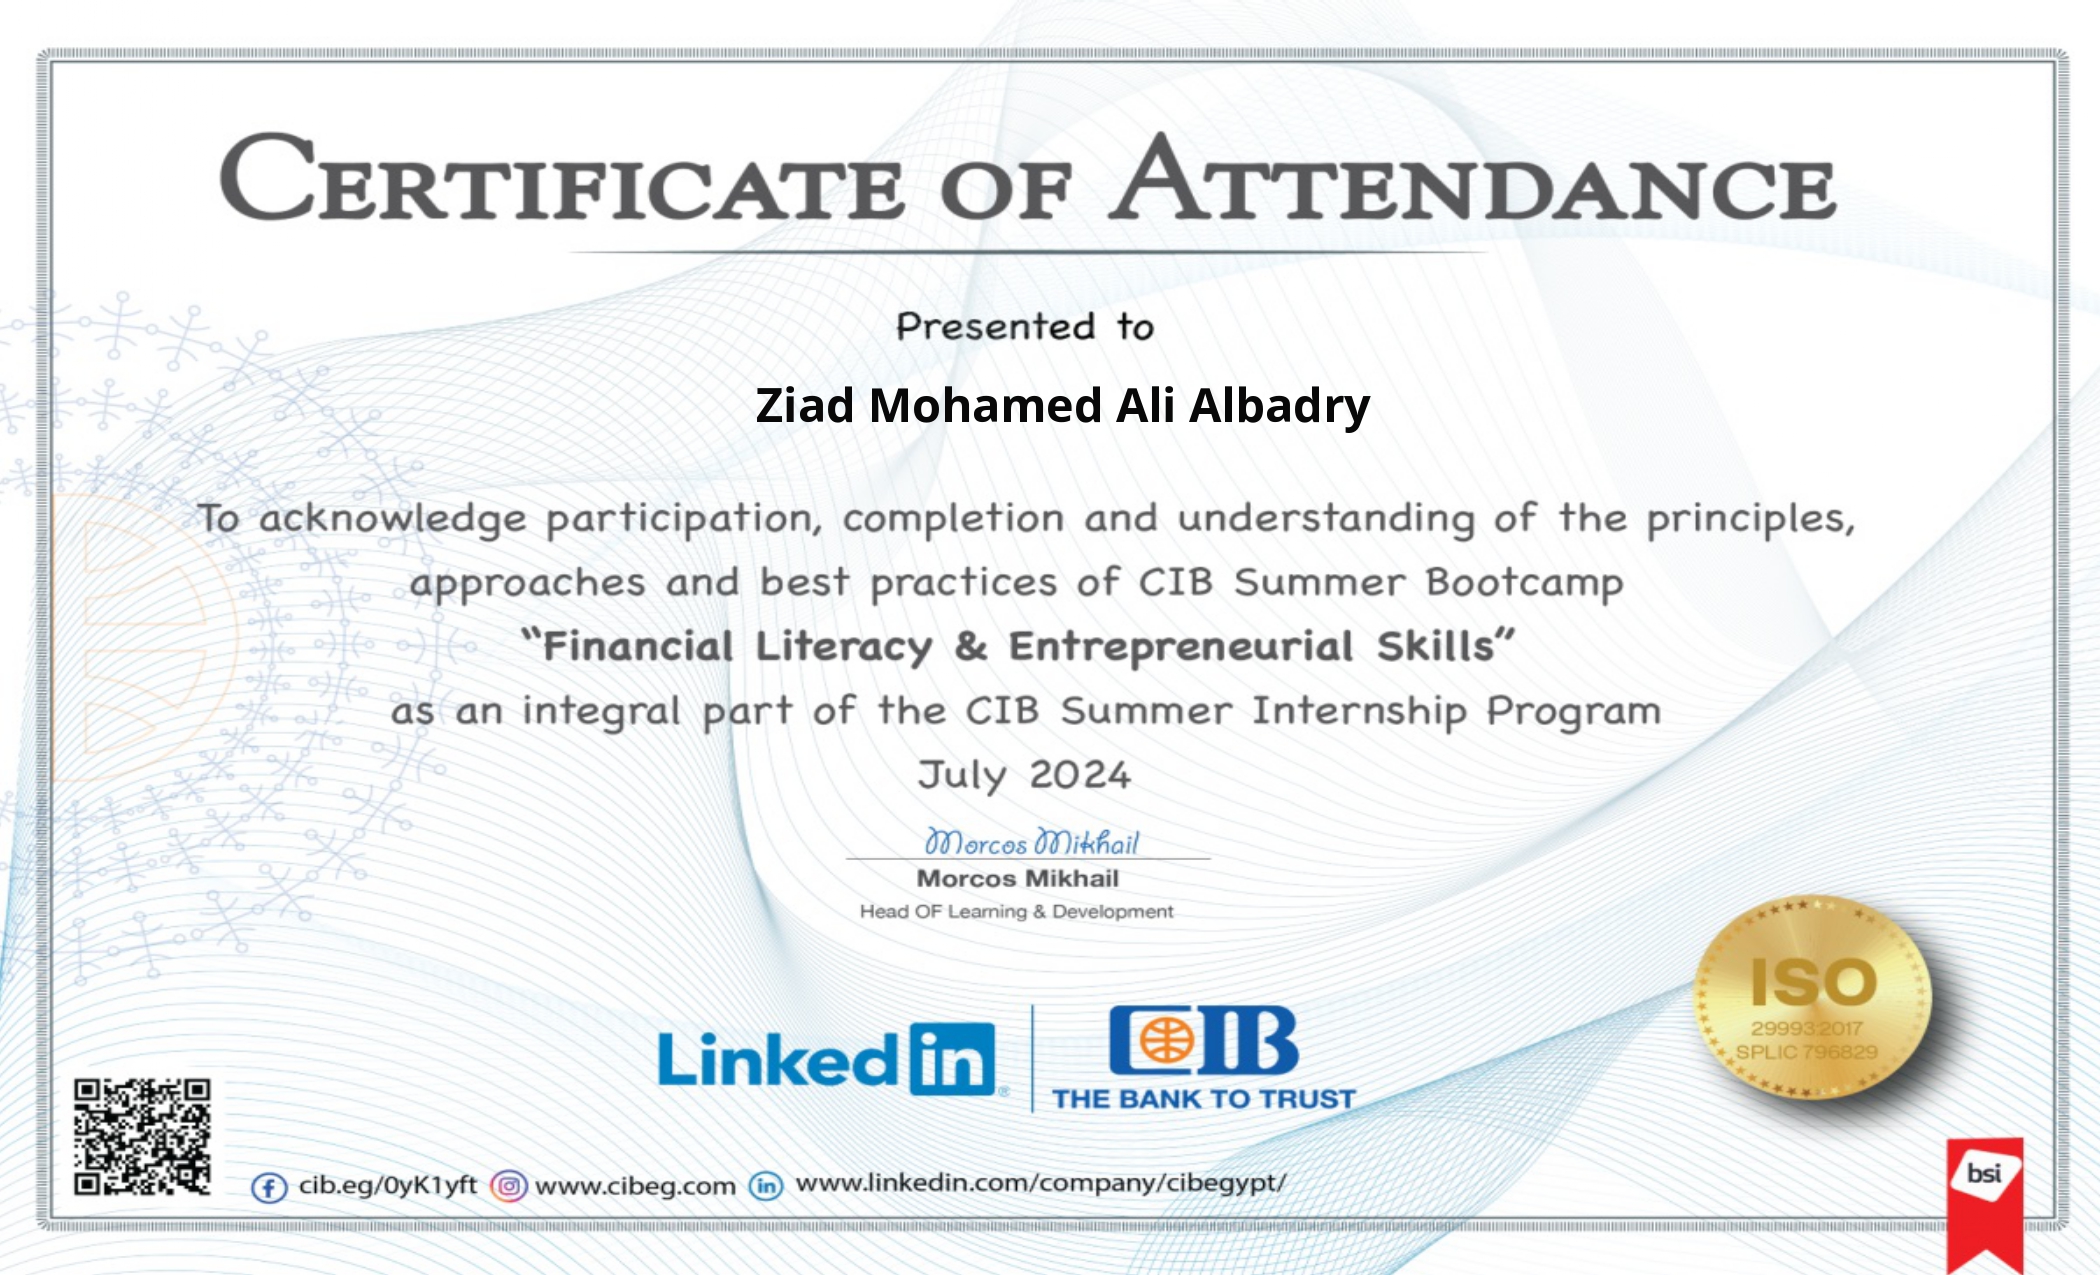 CERTIFICATE OF ATTENDANCE
Presented to
Ziad Mohamed Ali Albadry
To acknowledge participation, completion and understanding of the principles,
approaches and best practices of CIB Summer Bootcamp
“Financial Literacy & Entrepreneurial Skills”
as an integral part of the CIB Summer Internship Program
July 2024
Morcos Mikhail
Morcos Mikhail
Head OF Learning & Development
ISO
29993:2017
SPLIC 796829
Linked in ®
CIB
THE BANK TO TRUST
bsi
cib.eg/0yK1yft www.cibeg.com www.linkedin.com/company/cibegypt/